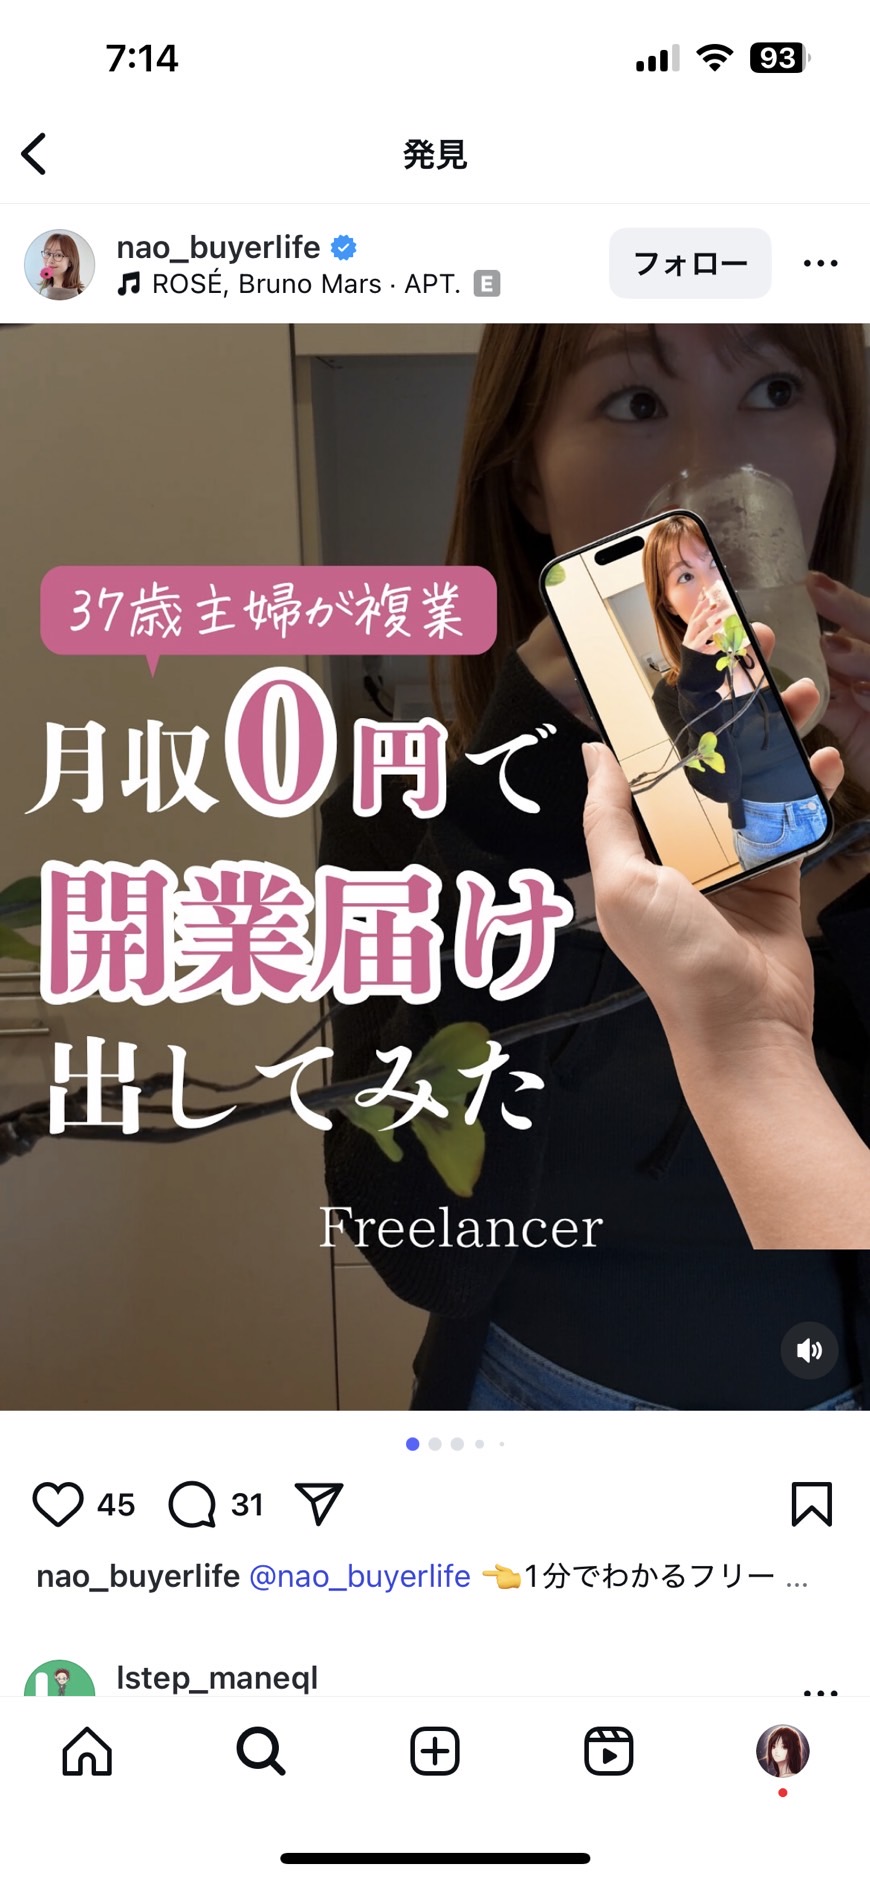 7:14
93
発見
nao_buyerlife
ROSÉ, Bruno Mars · APT. E
フォロー
37歳主婦が複業
月収0円で
開業届け
出してみた
Freelancer
45
31
nao_buyerlife @nao_buyerlife 👈1分でわかるフリー ...
lstep_maneql